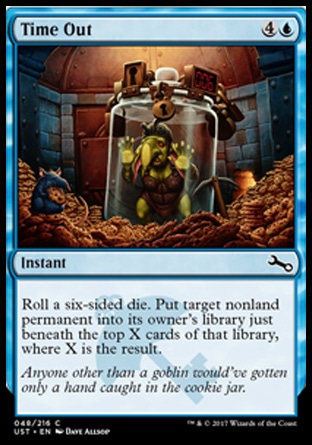 Time Out 4
Instant
Roll a six-sided die. Put target nonland
permanent into its owner's library just
beneath the top X cards of that library,
where X is the result.
Anyone other than a goblin would've gotten
only a hand caught in the cookie jar.
048/216 C
UST • EN Dave Allsop
™ & © 2017 Wizards of the Coast